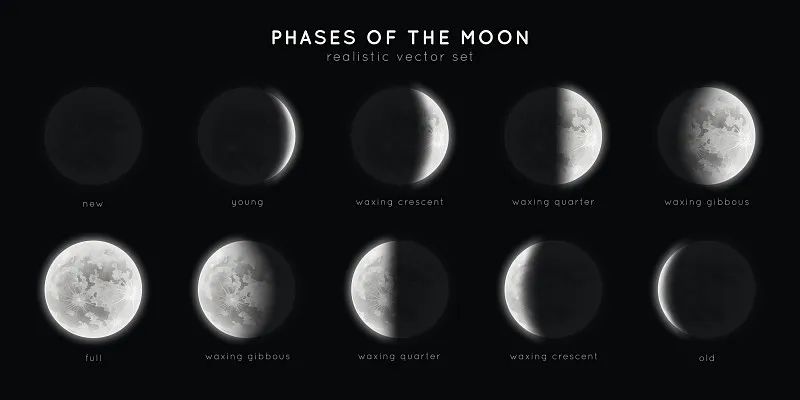 PHASES OF THE MOON
realistic vector set
new
young
waxing crescent
waxing quarter
waxing gibbous
full
waxing gibbous
waxing quarter
waxing crescent
old